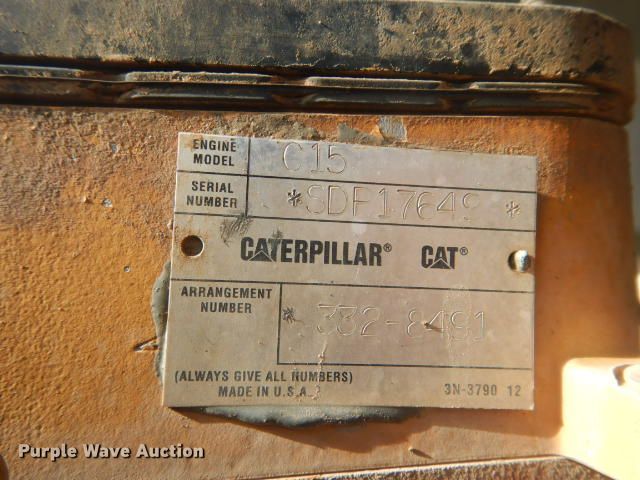 ENGINE MODEL C15
SERIAL NUMBER *SDF17649 *
CATERPILLAR® CAT®
ARRANGEMENT NUMBER * 332-8491
(ALWAYS GIVE ALL NUMBERS)
MADE IN U.S.A.
3N-3790 12
Purple Wave Auction